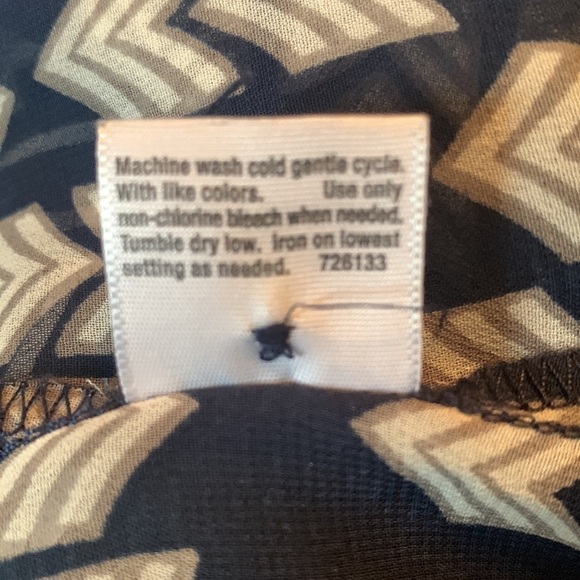 Machine wash cold gentle cycle.
With like colors. Use only
non-chlorine bleech when needed.
Tumble dry low. Iron on lowest
setting as needed. 726133